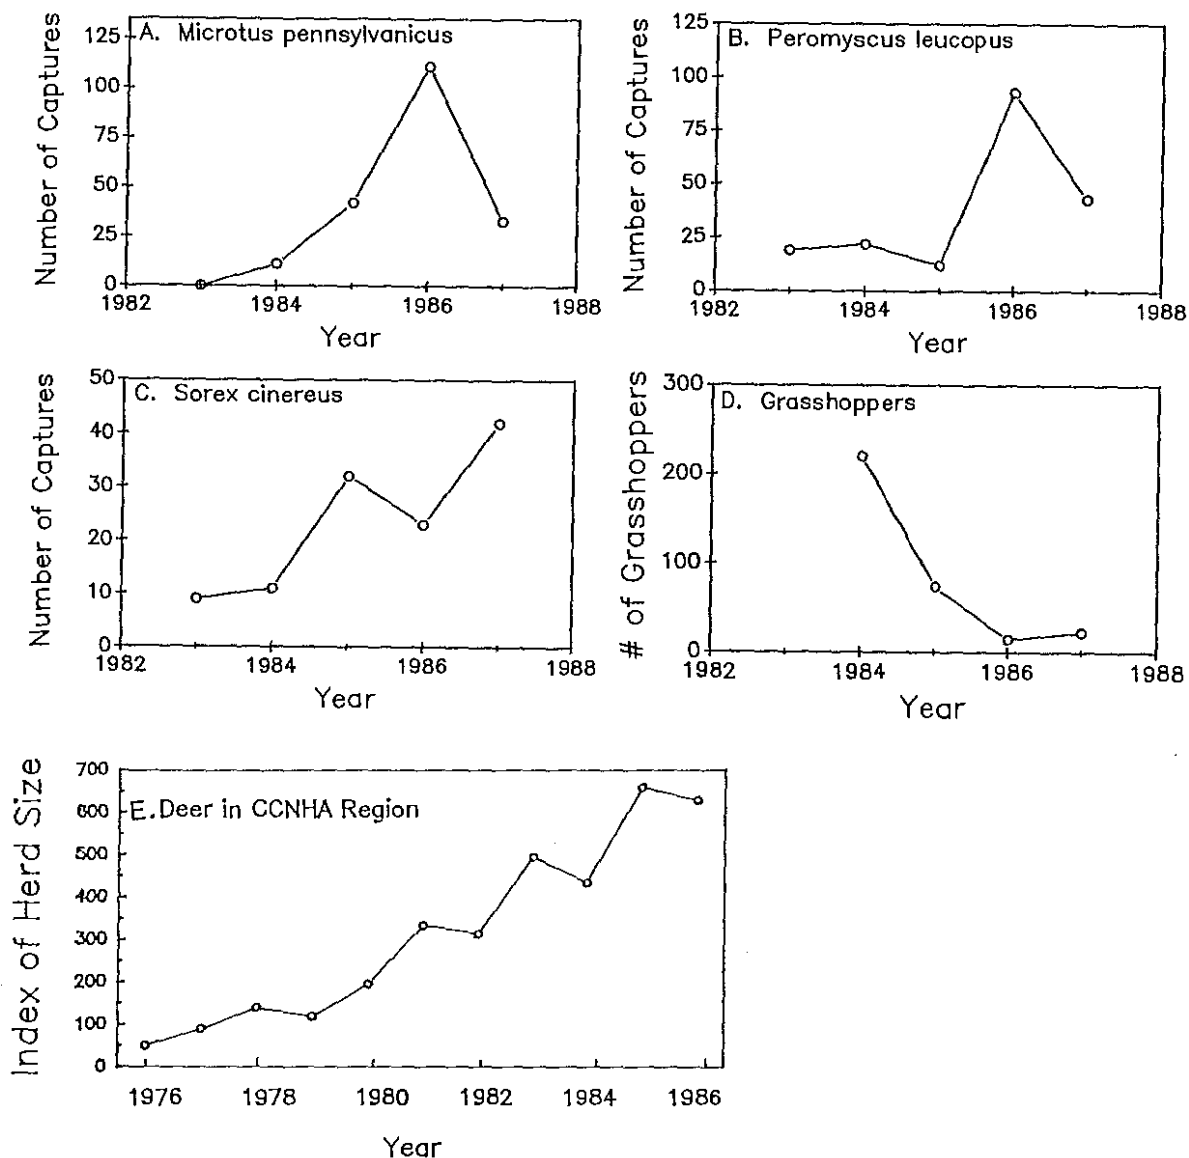 A. Microtus pennsylvanicus
Number of Captures
125
100
75
50
25
0
1982 1984 1986 1988
Year
B. Peromyscus leucopus
Number of Captures
125
100
75
50
25
0
1982 1984 1986 1988
Year
C. Sorex cinereus
Number of Captures
50
40
30
20
10
0
1982 1984 1986 1988
Year
D. Grasshoppers
# of Grasshoppers
300
200
100
0
1982 1984 1986 1988
Year
E. Deer in CCNHA Region
Index of Herd Size
700
600
500
400
300
200
100
0
1976 1978 1980 1982 1984 1986
Year